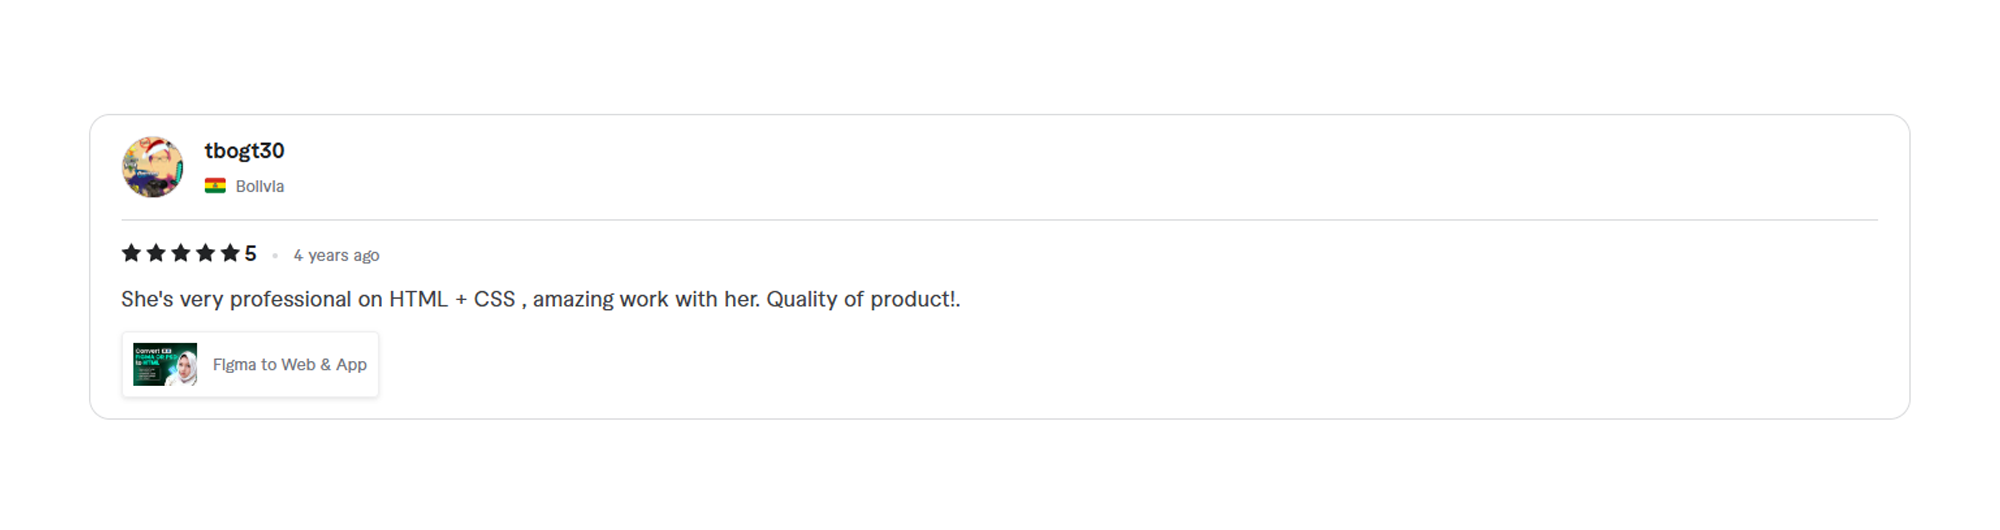 tbogt30
Bolivia
5 • 4 years ago
She's very professional on HTML + CSS , amazing work with her. Quality of product!.
Convert
FIGMA OR PSD
to HTML
Figma to Web & App